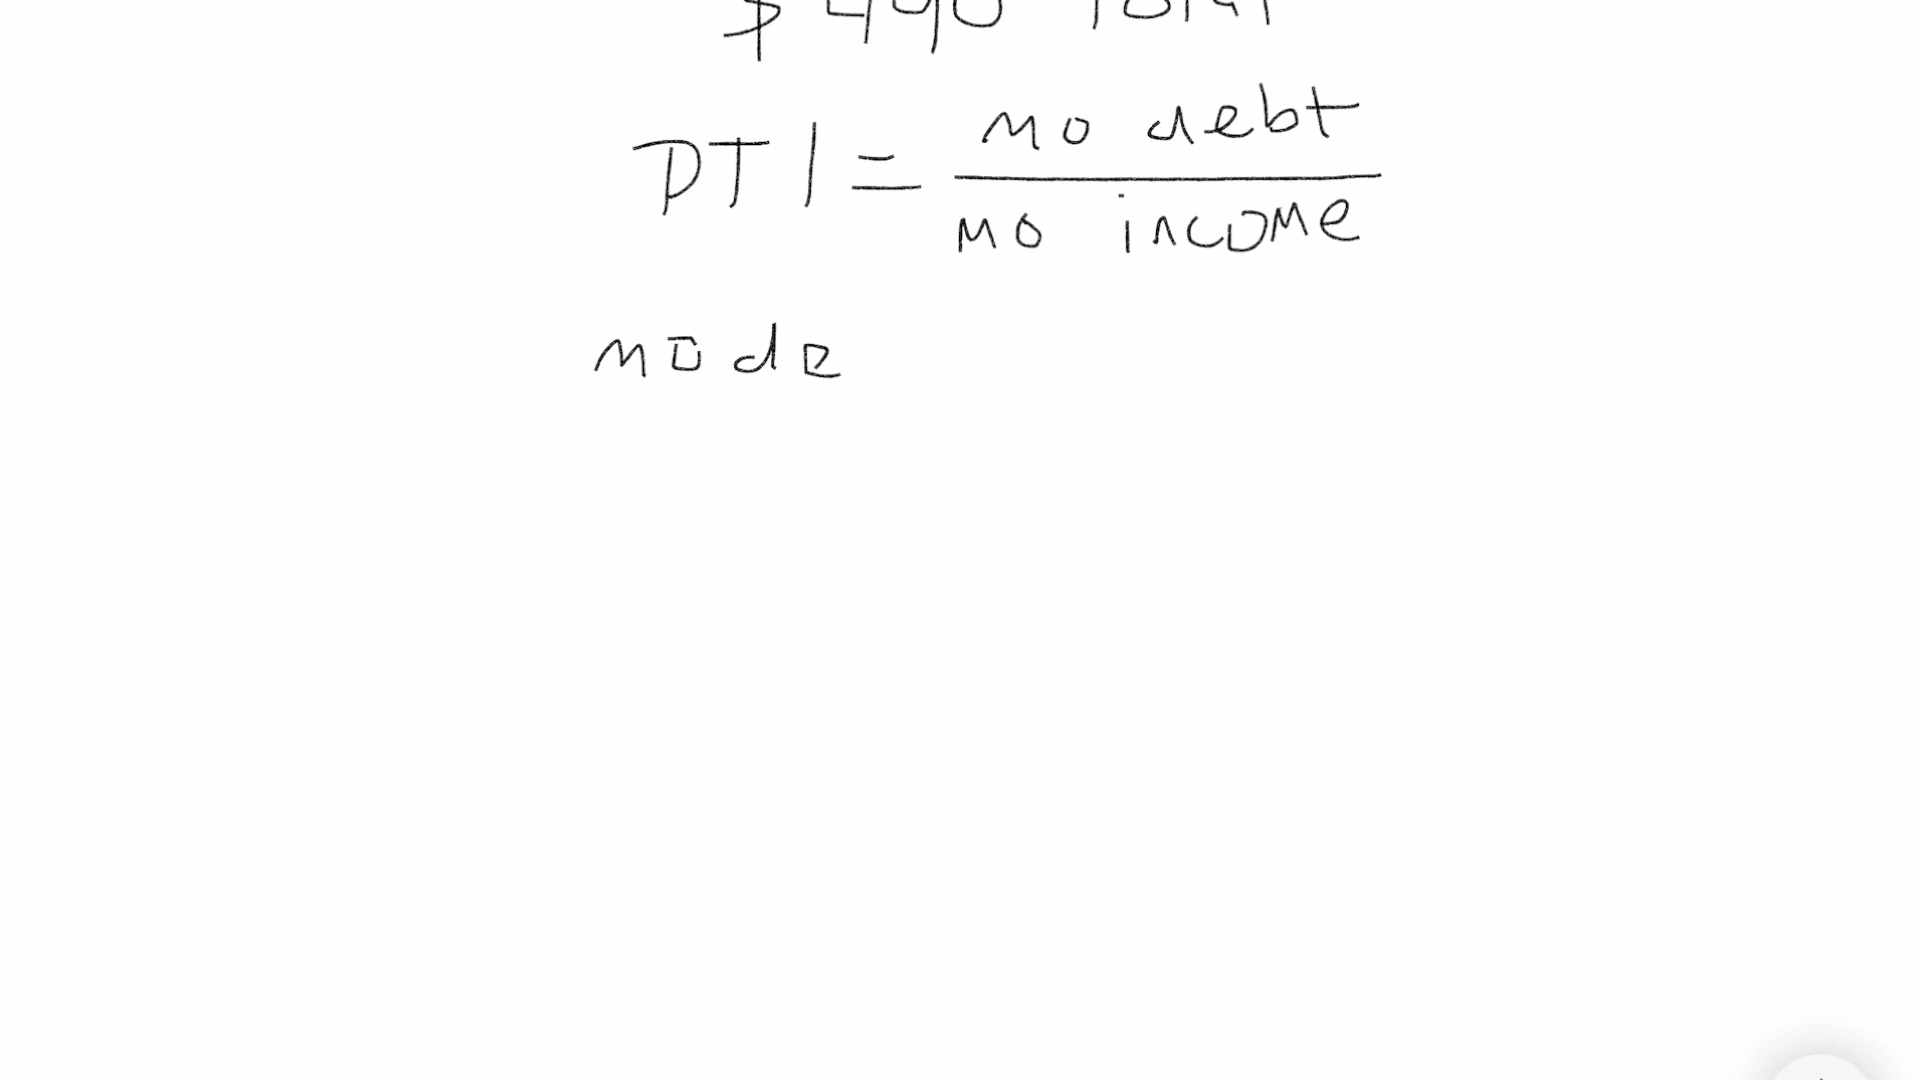 DTI = mo debt
mo income
mode